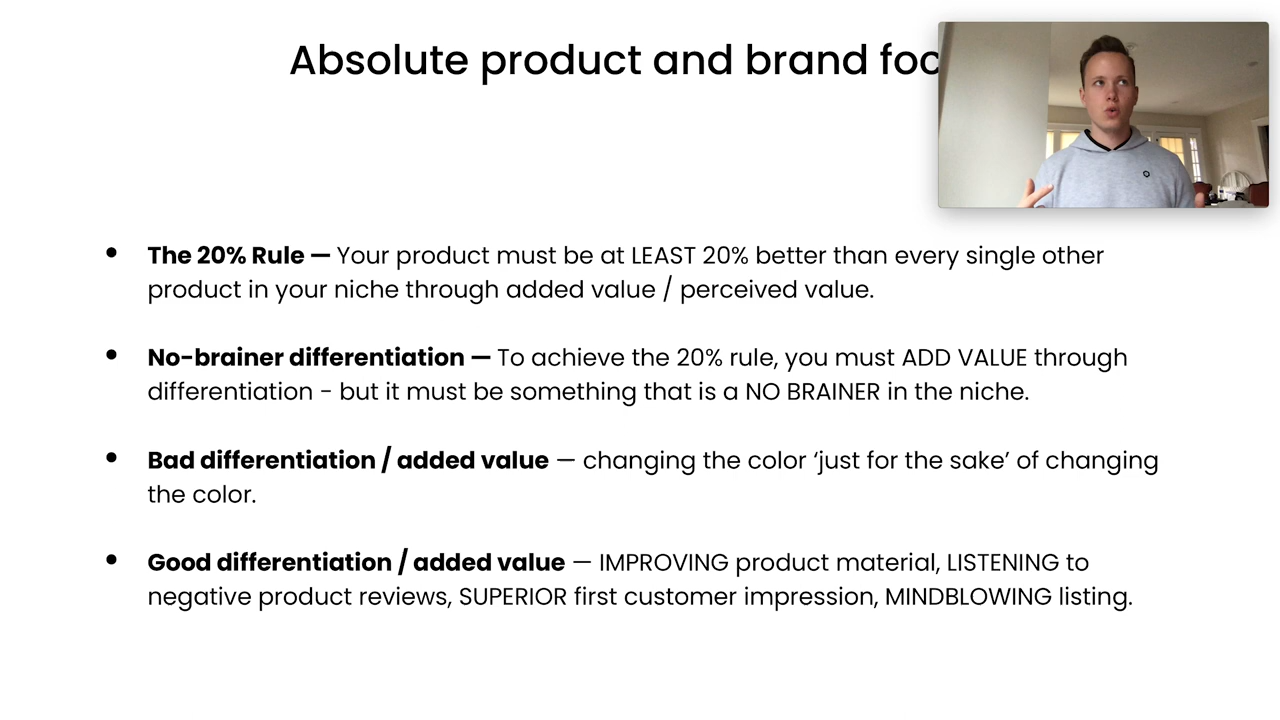 Absolute product and brand foc
The 20% Rule — Your product must be at LEAST 20% better than every single other
product in your niche through added value / perceived value.
No-brainer differentiation — To achieve the 20% rule, you must ADD VALUE through
differentiation - but it must be something that is a NO BRAINER in the niche.
Bad differentiation / added value — changing the color ‘just for the sake’ of changing
the color.
Good differentiation / added value — IMPROVING product material, LISTENING to
negative product reviews, SUPERIOR first customer impression, MINDBLOWING listing.